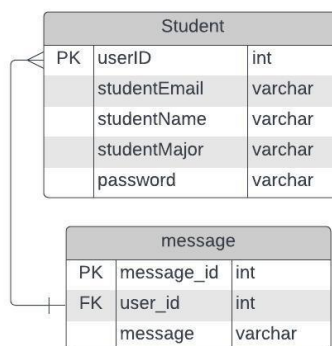 Student
PK userID int
studentEmail varchar
studentName varchar
studentMajor varchar
password varchar
message
PK message_id int
FK user_id int
message varchar